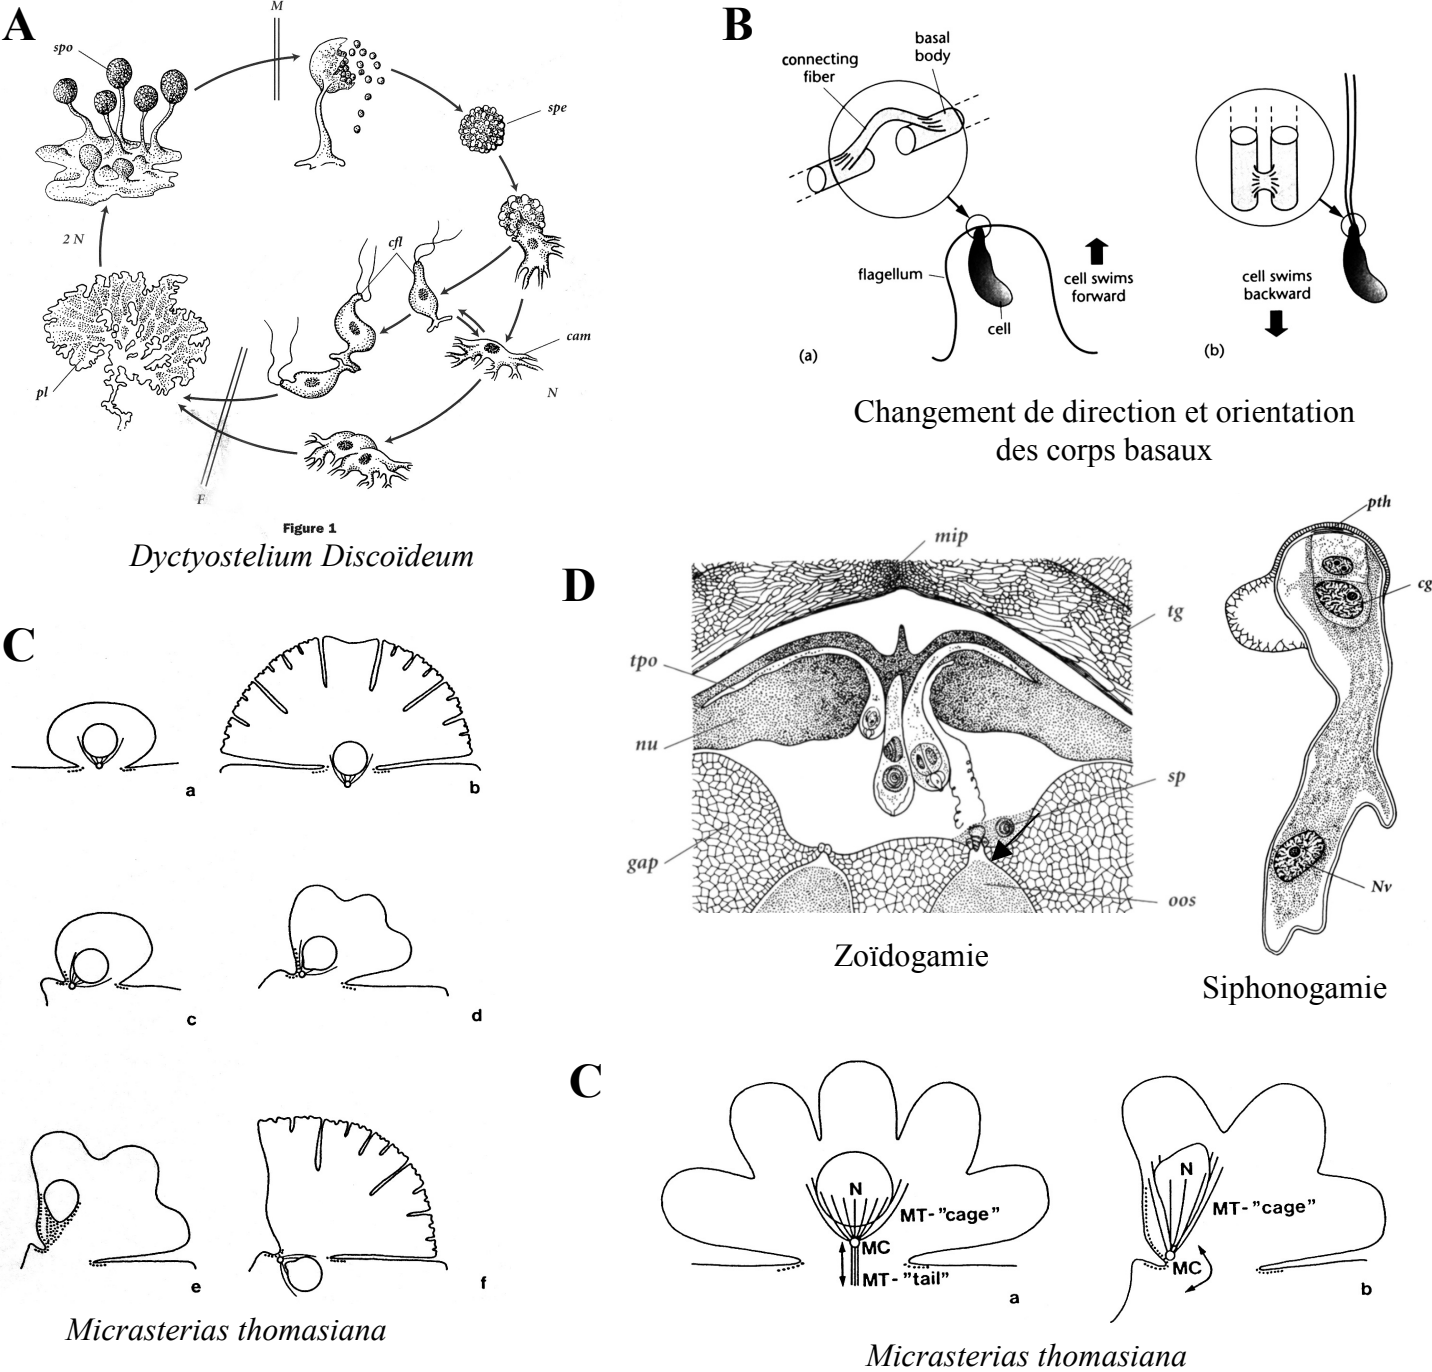 A
M
spo
spe
cfl
2 N
cam
pl
N
F
Figure 1
Dyctyostelium Discoïdeum
B
connecting
fiber
basal
body
flagellum
cell swims
forward
cell
(a)
cell swims
backward
(b)
Changement de direction et orientation
des corps basaux
C
a
b
c
d
e
f
Micrasterias thomasiana
D
mip
tg
tpo
nu
sp
gap
oos
Zoïdogamie
pth
cg
Nv
Siphonogamie
C
N
MT-"cage"
MC
MT-"tail"
a
N
MT-"cage"
MC
b
Micrasterias thomasiana